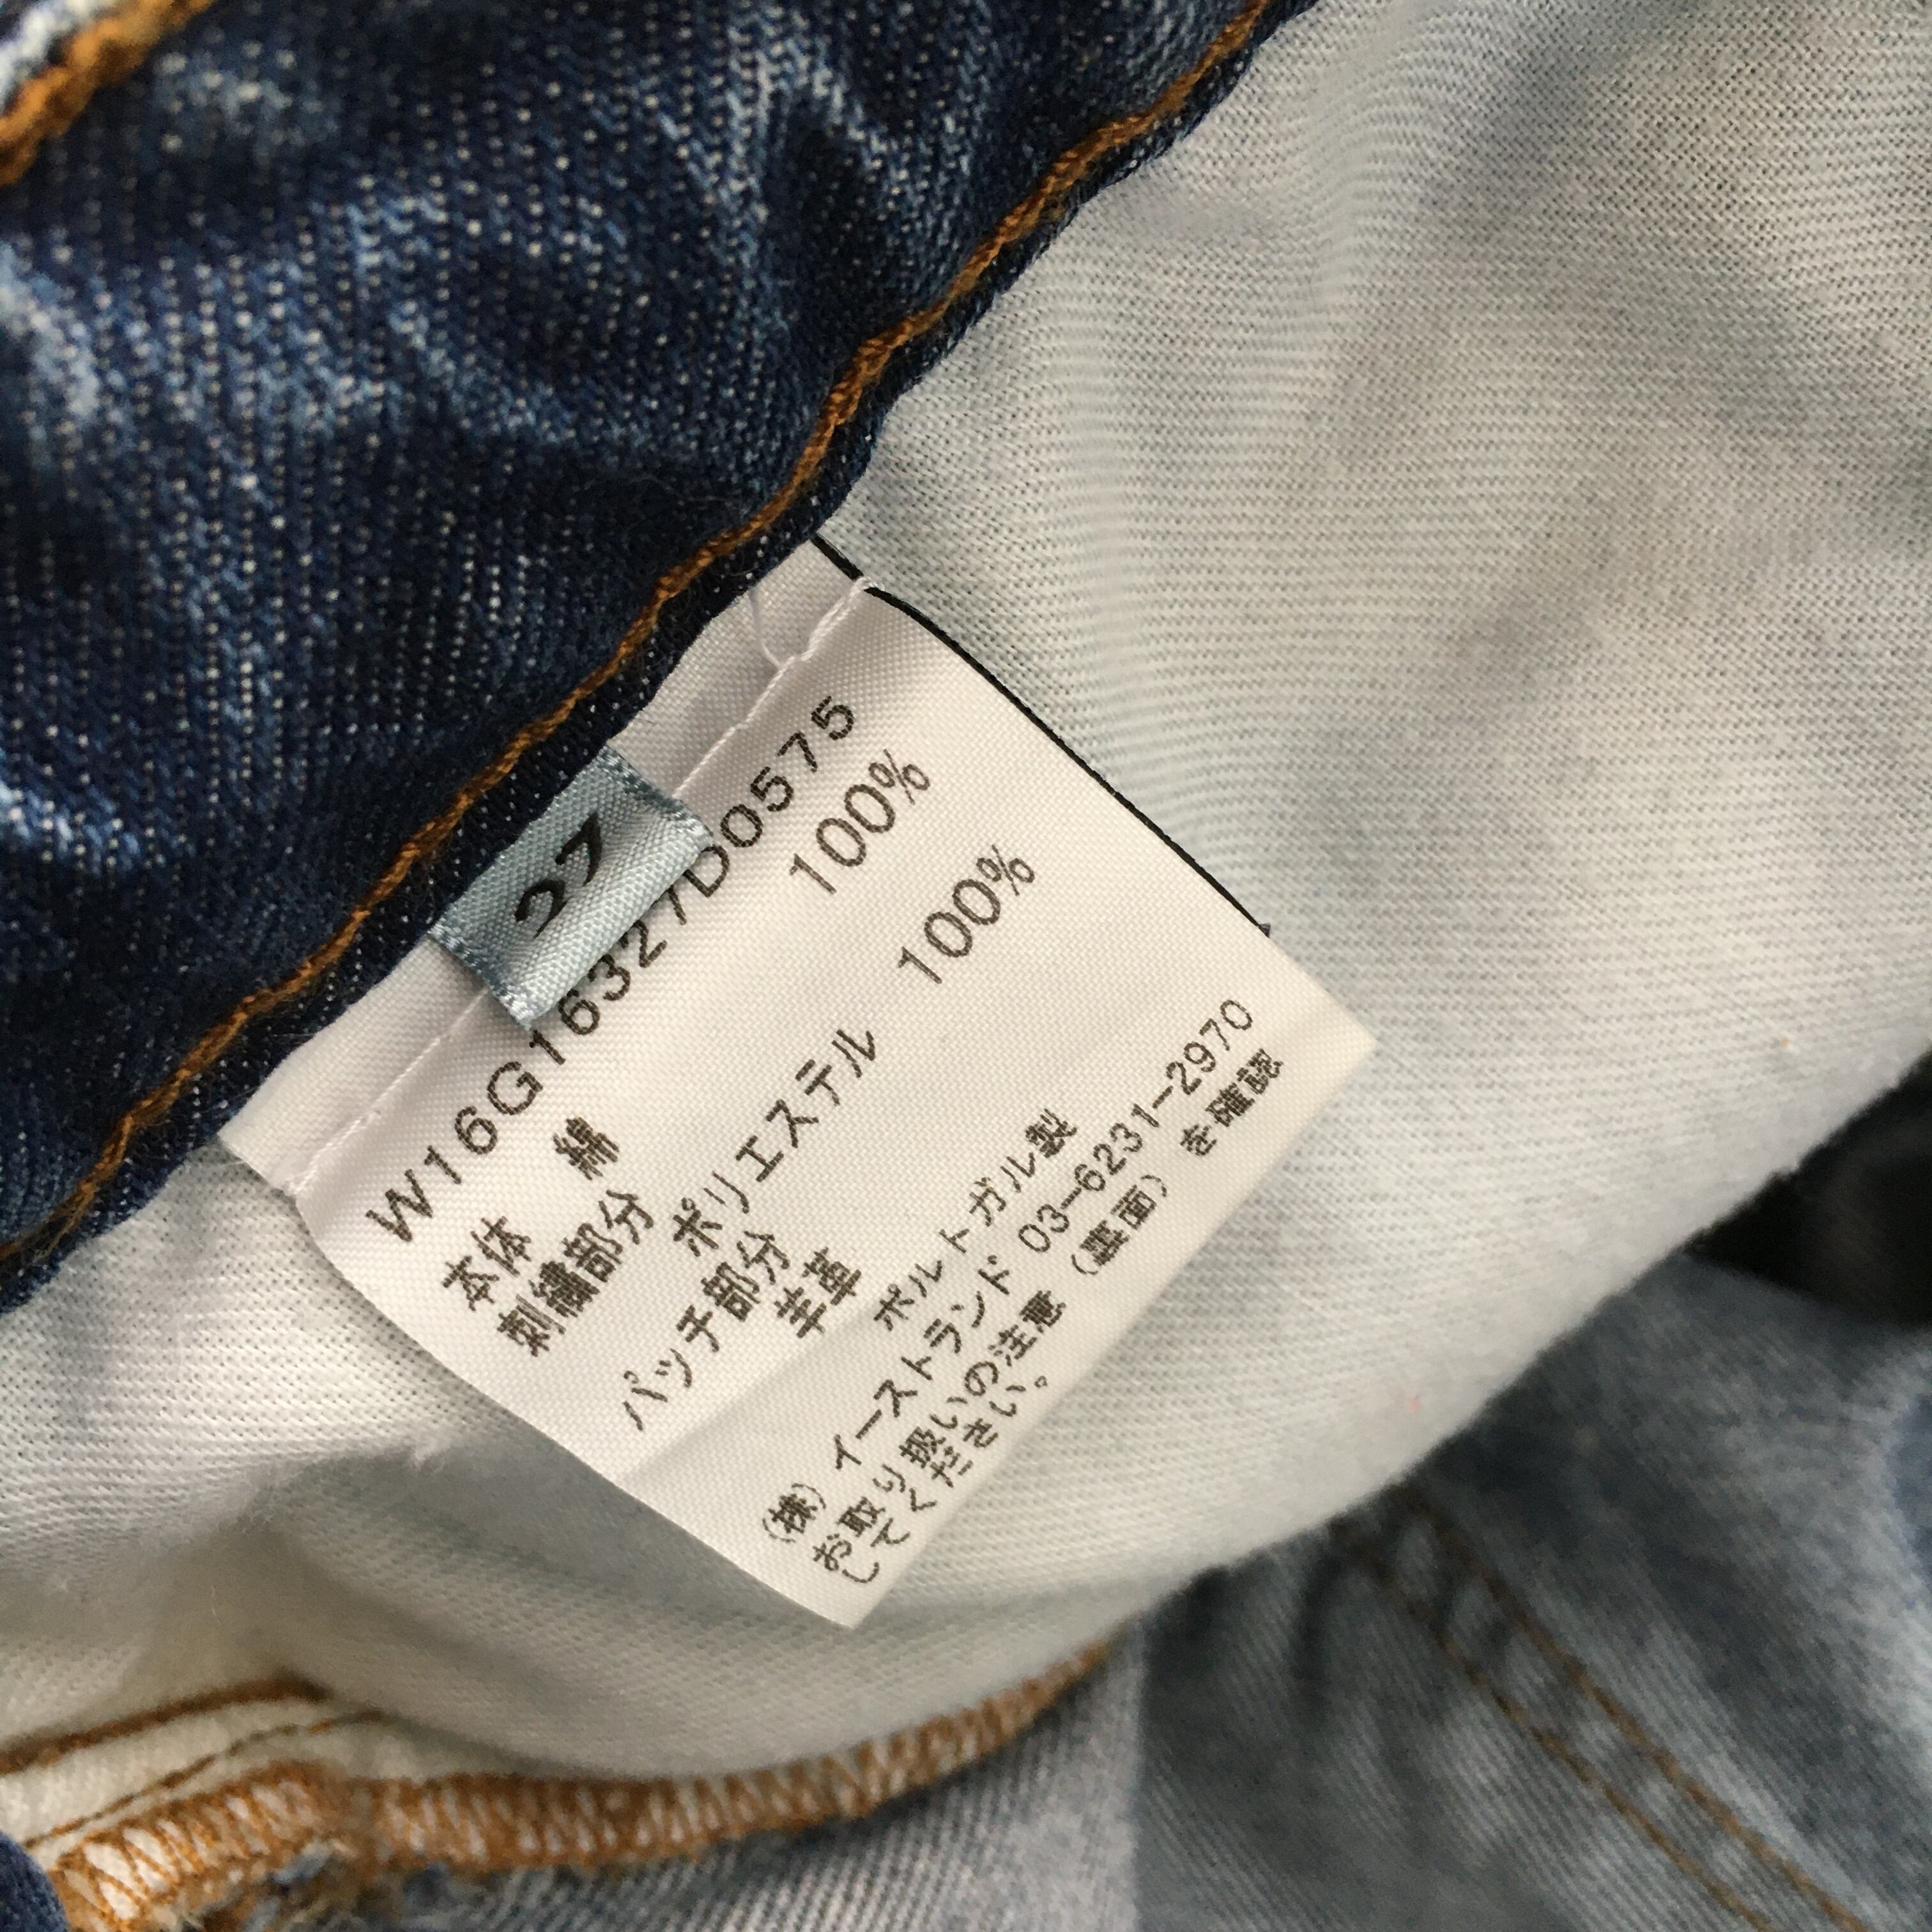 27
W16G16327D0575
本体 綿 100%
刺繍部分
ポリエステル 100%
パッチ部分
羊革
ポルトガル製
(株) イーストランド 03-6231-2970
お取り扱いの注意 (裏面) を確認
してください。